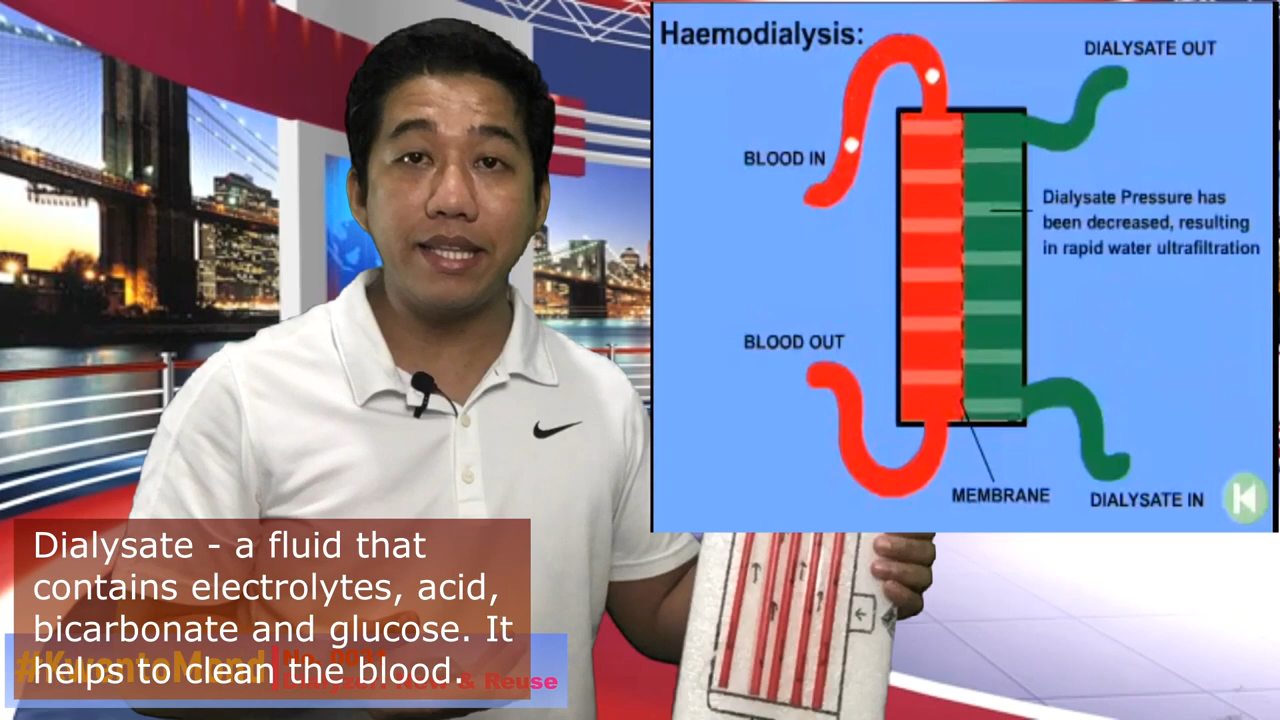 Haemodialysis:
DIALYSATE OUT
BLOOD IN
Dialysate Pressure has
been decreased, resulting
in rapid water ultrafiltration
BLOOD OUT
MEMBRANE
DIALYSATE IN
Dialysate - a fluid that
contains electrolytes, acid,
bicarbonate and glucose. It
helps to clean the blood.
& Reuse